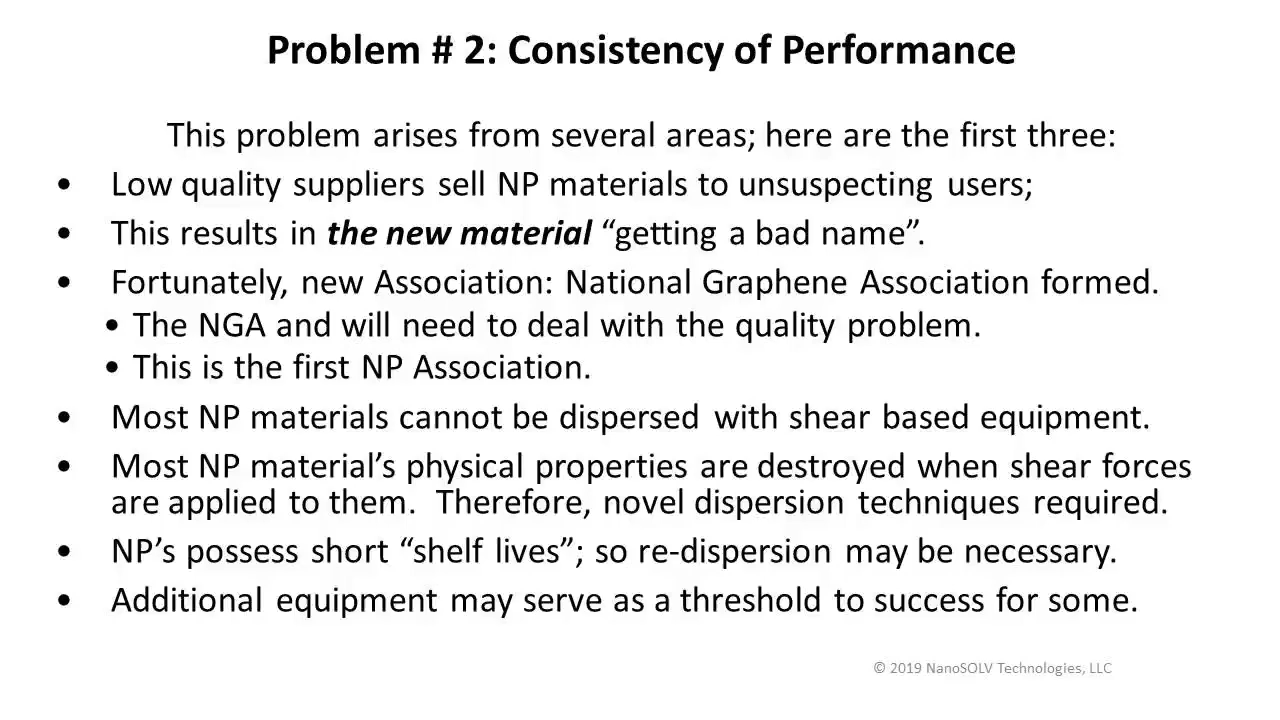 Problem # 2: Consistency of Performance
This problem arises from several areas; here are the first three:
• Low quality suppliers sell NP materials to unsuspecting users;
• This results in the new material “getting a bad name”.
• Fortunately, new Association: National Graphene Association formed.
• The NGA and will need to deal with the quality problem.
• This is the first NP Association.
• Most NP materials cannot be dispersed with shear based equipment.
• Most NP material’s physical properties are destroyed when shear forces
are applied to them. Therefore, novel dispersion techniques required.
• NP’s possess short “shelf lives”; so re-dispersion may be necessary.
• Additional equipment may serve as a threshold to success for some.
© 2019 NanoSOLV Technologies, LLC